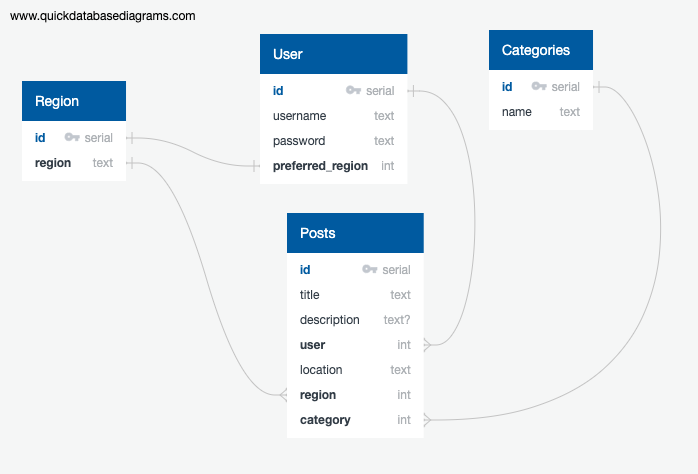 www.quickdatabasediagrams.com
Region
id serial
region text
User
id serial
username text
password text
preferred_region int
Categories
id serial
name text
Posts
id serial
title text
description text?
user int
location text
region int
category int